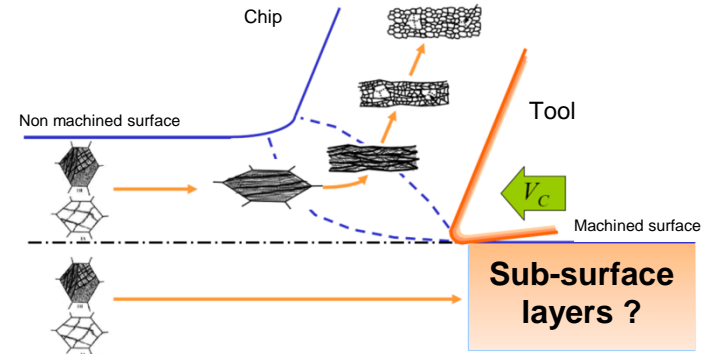 Chip
Non machined surface
Tool
V_C
Machined surface
Sub-surface
layers ?